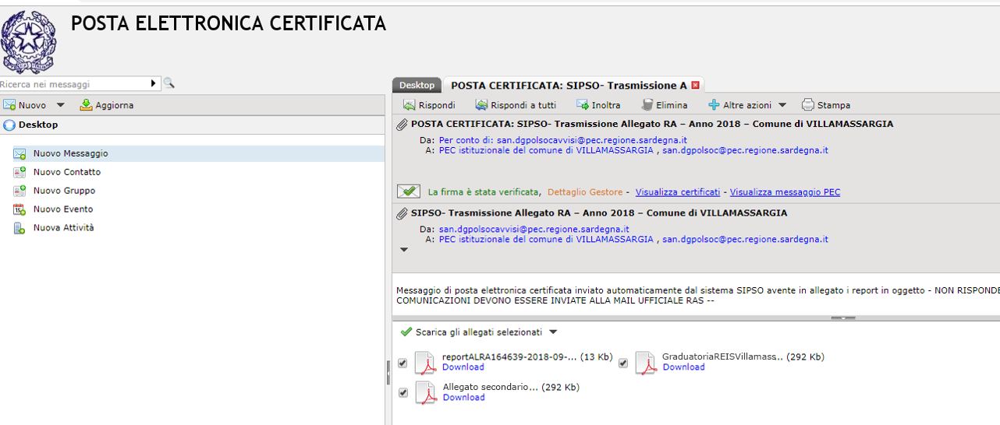 POSTA ELETTRONICA CERTIFICATA
Ricerca nei messaggi
Nuovo Aggiorna
Desktop
Nuovo Messaggio
Nuovo Contatto
Nuovo Gruppo
Nuovo Evento
Nuova Attività
Desktop POSTA CERTIFICATA: SIPSO- Trasmissione A
Rispondi Rispondi a tutti Inoltra Elimina Altre azioni Stampa
POSTA CERTIFICATA: SIPSO- Trasmissione Allegato RA – Anno 2018 – Comune di VILLAMASSARGIA
Da: Per conto di: san.dgpolsocavvisi@pec.regione.sardegna.it
A: PEC istituzionale del comune di VILLAMASSARGIA , san.dgpolsoc@pec.regione.sardegna.it
La firma è stata verificata, Dettaglio Gestore - Visualizza certificati - Visualizza messaggio PEC
SIPSO- Trasmissione Allegato RA – Anno 2018 – Comune di VILLAMASSARGIA
Da: san.dgpolsocavvisi@pec.regione.sardegna.it
A: PEC istituzionale del comune di VILLAMASSARGIA , san.dgpolsoc@pec.regione.sardegna.it
Messaggio di posta elettronica certificata inviato automaticamente dal sistema SIPSO avente in allegato i report in oggetto - NON RISPONDE
COMUNICAZIONI DEVONO ESSERE INVIATE ALLA MAIL UFFICIALE RAS --
Scarica gli allegati selezionati
reportALRA164639-2018-09-... (13 Kb) GraduatoriaREISVillamass... (292 Kb)
Download Download
Allegato secondario... (292 Kb)
Download